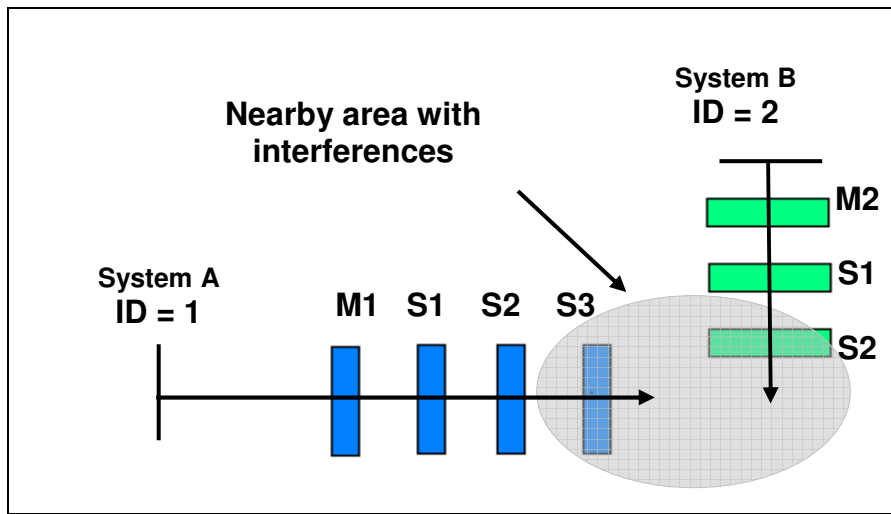 System B
ID = 2
Nearby area with
interferences
M2
System A
ID = 1
S1
M1 S1 S2 S3
S2